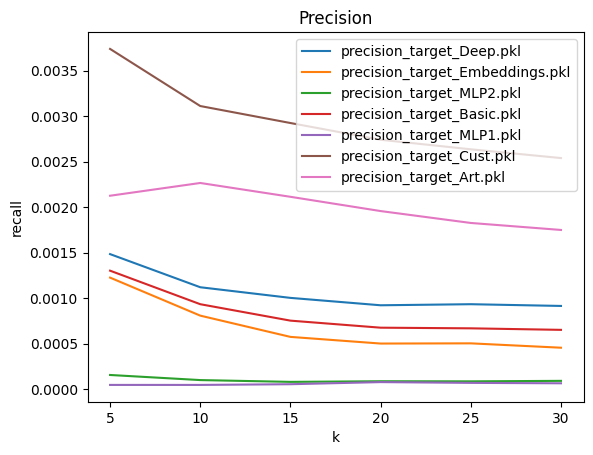 Precision
precision_target_Deep.pkl
precision_target_Embeddings.pkl
precision_target_MLP2.pkl
precision_target_Basic.pkl
precision_target_MLP1.pkl
precision_target_Cust.pkl
precision_target_Art.pkl
0.0035
0.0030
0.0025
0.0020
0.0015
0.0010
0.0005
0.0000
recall
5 10 15 20 25 30
k